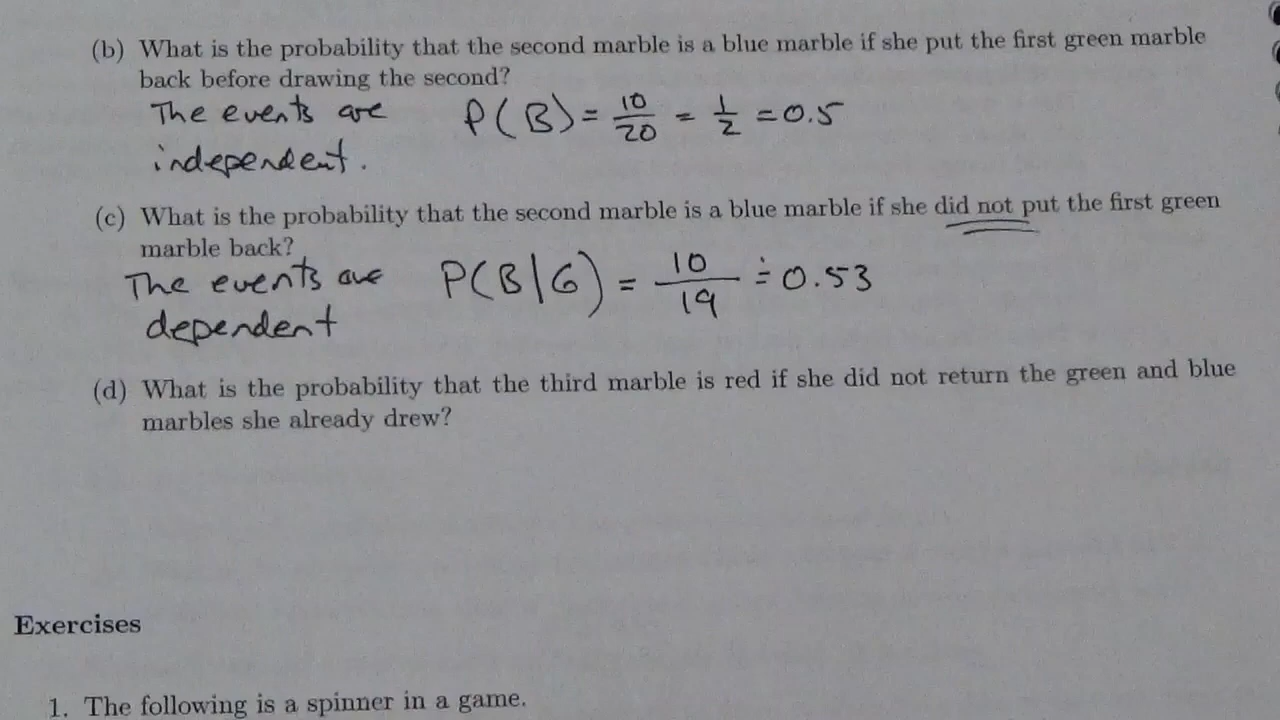 (b) What is the probability that the second marble is a blue marble if she put the first green marble
back before drawing the second?
The events are P(B) = 10/20 = 1/2 = 0.5
independent.
(c) What is the probability that the second marble is a blue marble if she did not put the first green
marble back?
The events are P(B|G) = 10/19 ≐ 0.53
dependent
(d) What is the probability that the third marble is red if she did not return the green and blue
marbles she already drew?
Exercises
1. The following is a spinner in a game.